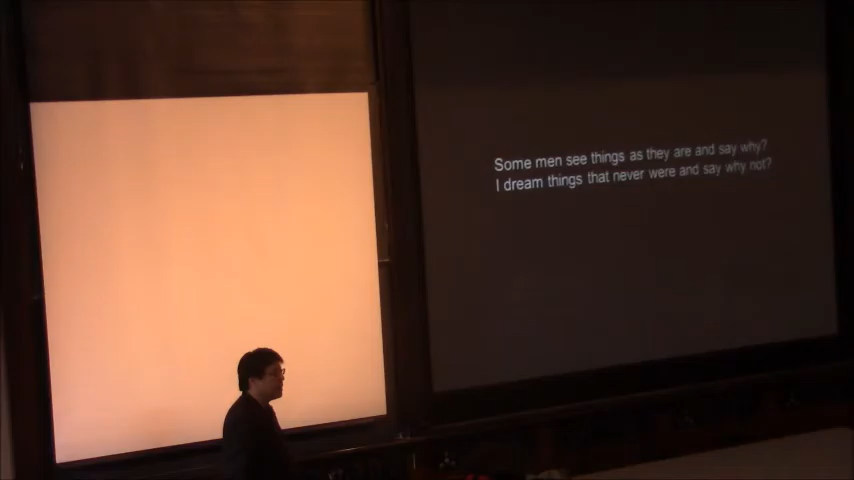 Some men see things as they are and say why?
I dream things that never were and say why not?